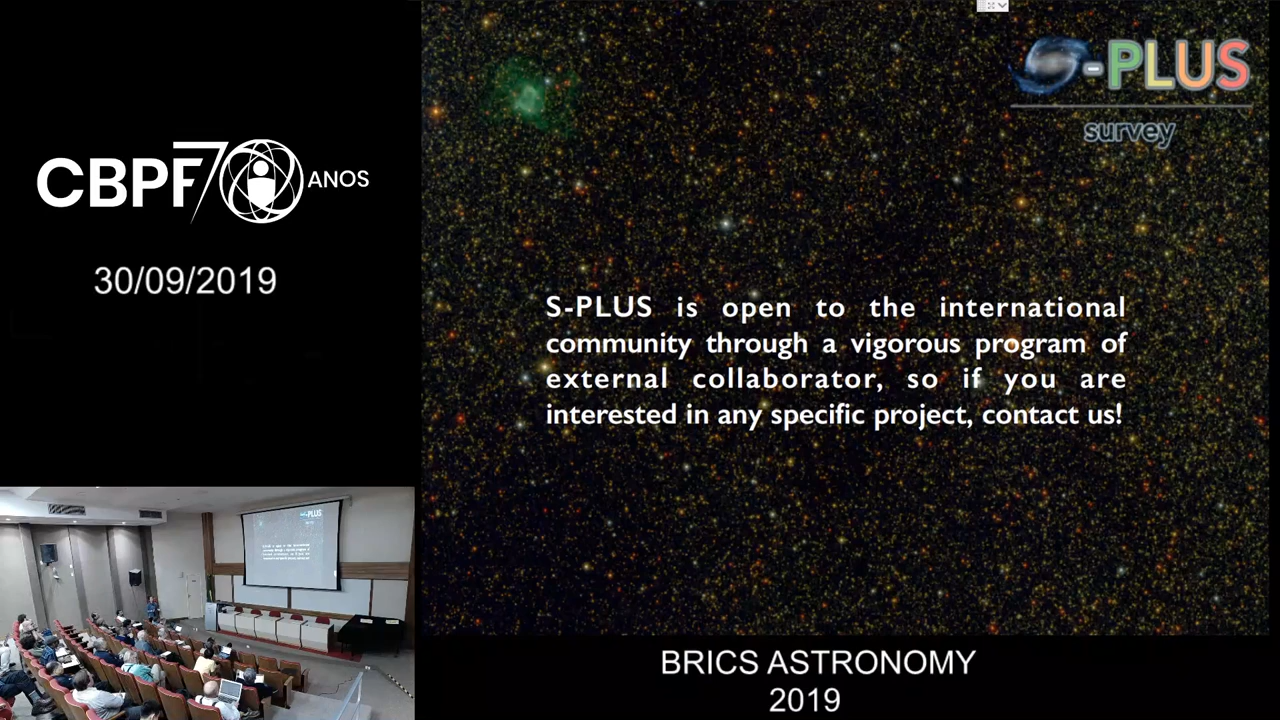 CBPF 70 ANOS
30/09/2019
S-PLUS
survey
S-PLUS is open to the international
community through a vigorous program of
external collaborator, so if you are
interested in any specific project, contact us!
BRICS ASTRONOMY
2019